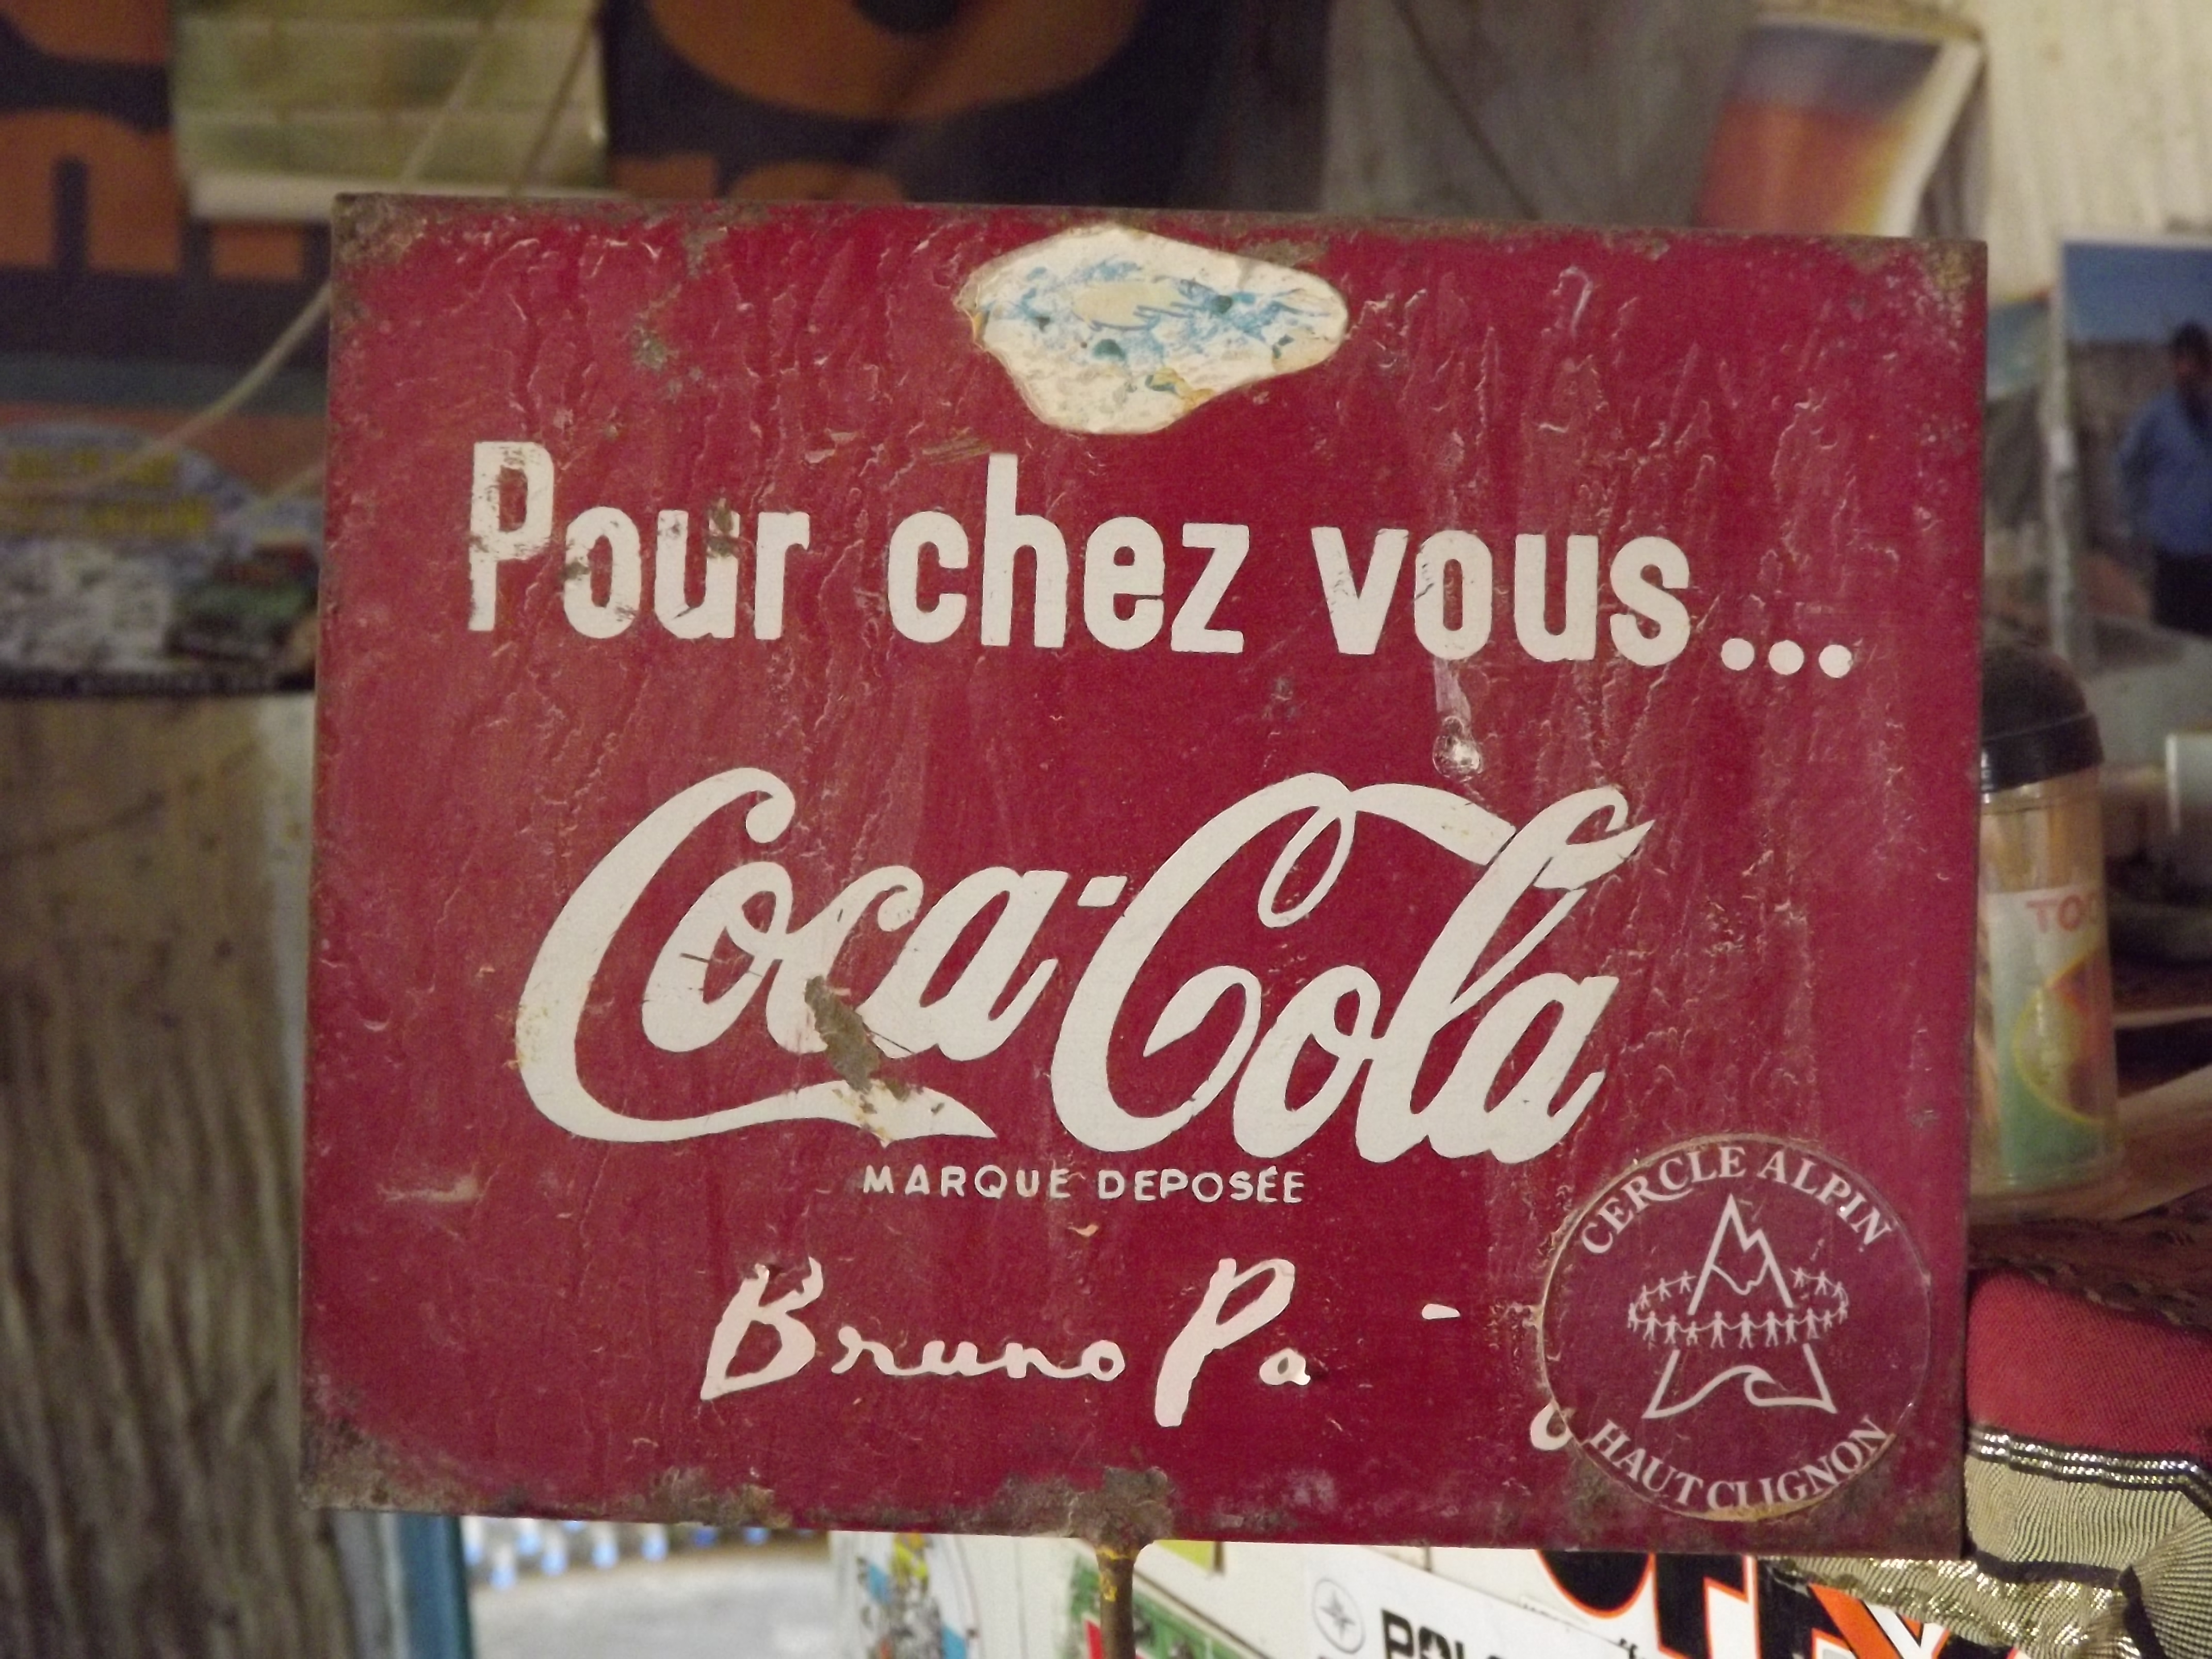 Pour chez vous...
Coca-Cola
MARQUE DEPOSÉE
Bruno Pa
CERCLE ALPIN
HAUT CLIGNON